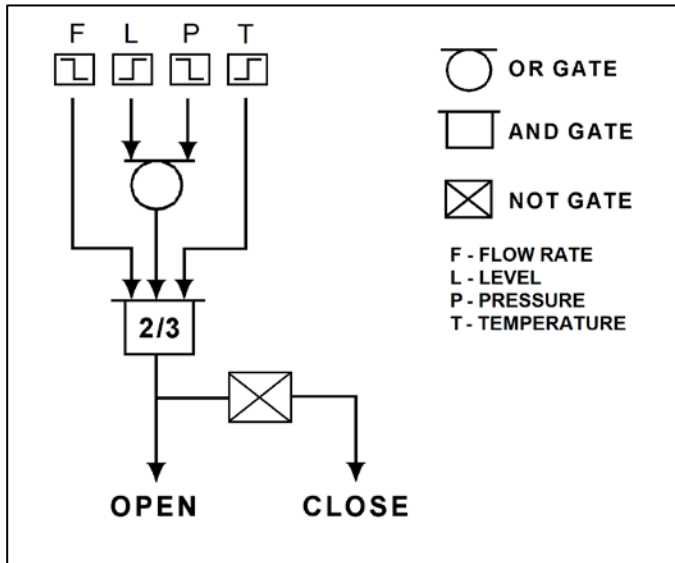 F L P T
OR GATE
AND GATE
NOT GATE
F - FLOW RATE
L - LEVEL
P - PRESSURE
T - TEMPERATURE
2/3
OPEN CLOSE